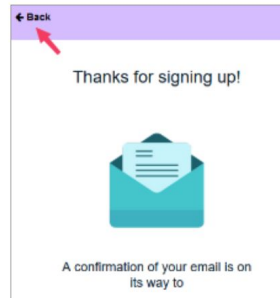 ← Back
Thanks for signing up!
A confirmation of your email is on
its way to